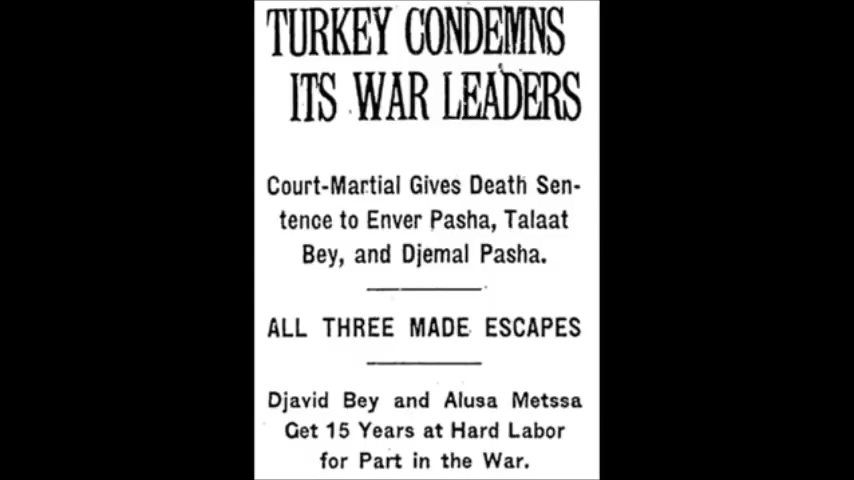 TURKEY CONDEMNS
ITS WAR LEADERS
Court-Martial Gives Death Sen-
tence to Enver Pasha, Talaat
Bey, and Djemal Pasha.
ALL THREE MADE ESCAPES
Djavid Bey and Alusa Metssa
Get 15 Years at Hard Labor
for Part in the War.